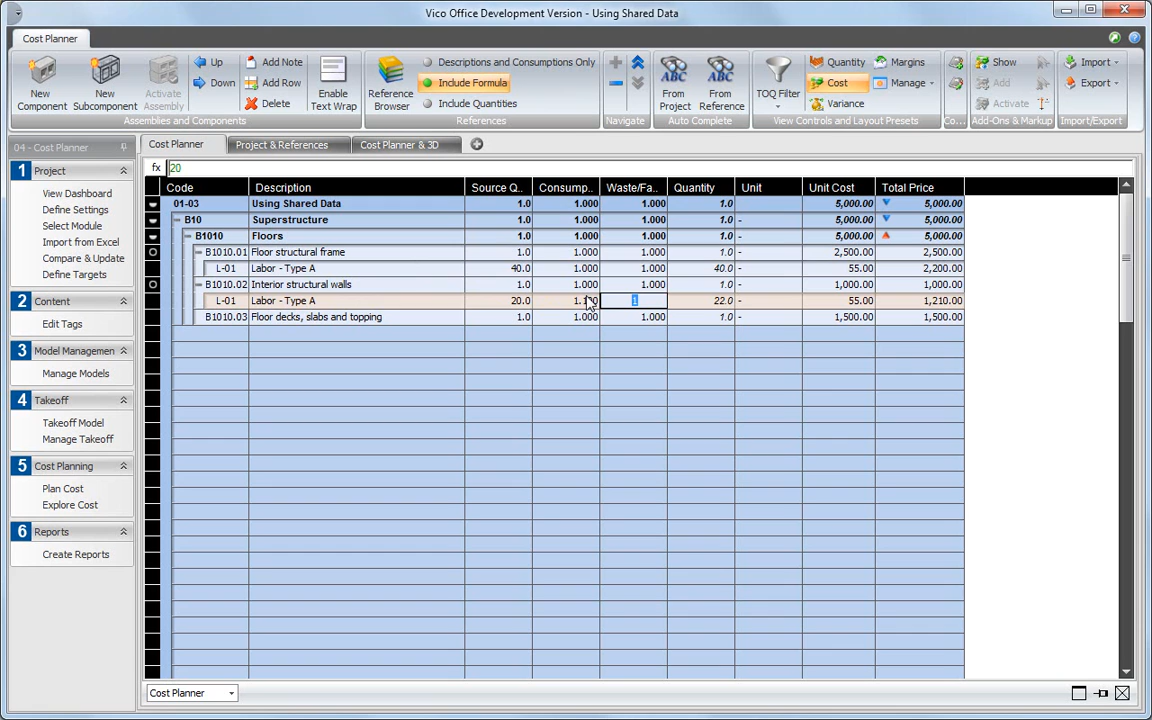 Vico Office Development Version - Using Shared Data
Cost Planner
New Component
New Subcomponent
Activate Assembly
Up
Down
Add Note
Add Row
Delete
Enable Text Wrap
Assemblies and Components
Reference Browser
Descriptions and Consumptions Only
Include Formula
Include Quantities
References
Navigate
ABC From Project
ABC From Reference
Auto Complete
TOQ Filter
Quantity
Cost
Variance
Margins
Manage
View Controls and Layout Presets
Co...
Show
Add
Activate
Add-Ons & Markup
Import
Export
Import/Export
04 - Cost Planner
Cost Planner
Project & References
Cost Planner & 3D
fx 20
1 Project
View Dashboard
Define Settings
Select Module
Import from Excel
Compare & Update
Define Targets
2 Content
Edit Tags
3 Model Managemen
Manage Models
4 Takeoff
Takeoff Model
Manage Takeoff
5 Cost Planning
Plan Cost
Explore Cost
6 Reports
Create Reports
Code Description Source Q.. Consump.. Waste/Fa.. Quantity Unit Unit Cost Total Price
01-03 Using Shared Data 1.0 1.000 1.000 1.0 5,000.00 5,000.00
B10 Superstructure 1.0 1.000 1.000 1.0 - 5,000.00 5,000.00
B1010 Floors 1.0 1.000 1.000 1.0 - 5,000.00 5,000.00
B1010.01 Floor structural frame 1.0 1.000 1.000 1.0 - 2,500.00 2,500.00
L-01 Labor - Type A 40.0 1.000 1.000 40.0 - 55.00 2,200.00
B1010.02 Interior structural walls 1.0 1.000 1.000 1.0 - 1,000.00 1,000.00
L-01 Labor - Type A 20.0 1.100 1 22.0 - 55.00 1,210.00
B1010.03 Floor decks, slabs and topping 1.0 1.000 1.000 1.0 - 1,500.00 1,500.00
Cost Planner